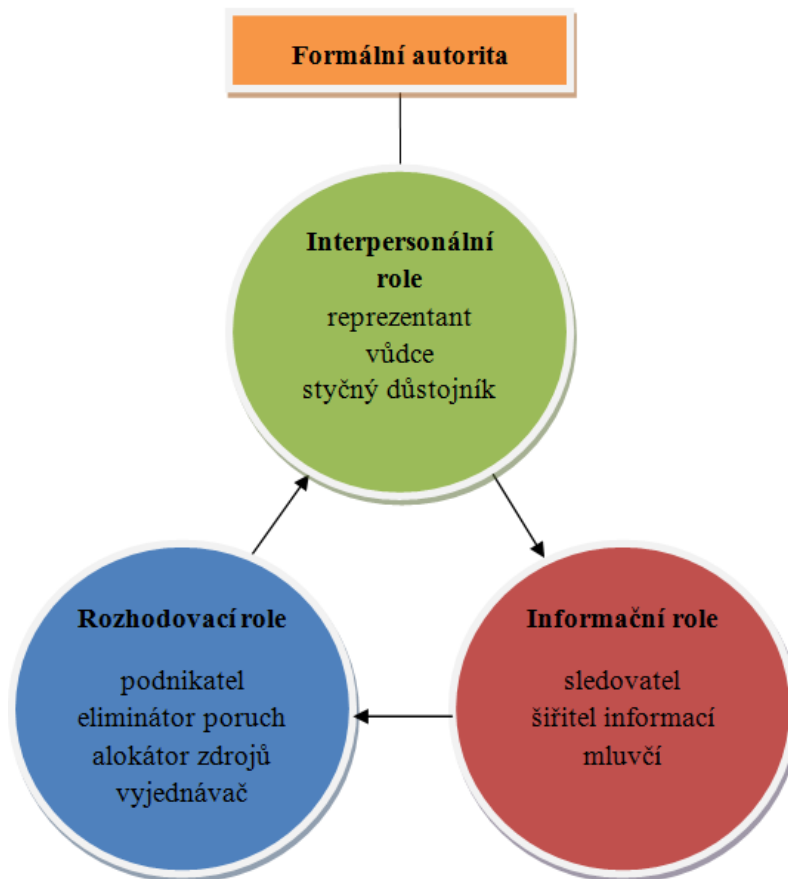 Formální autorita
Interpersonální
role
reprezentant
vůdce
styčný důstojník
Rozhodovací role
podnikatel
eliminátor poruch
alokátor zdrojů
vyjednávač
Informační role
sledovatel
šiřitel informací
mluvčí